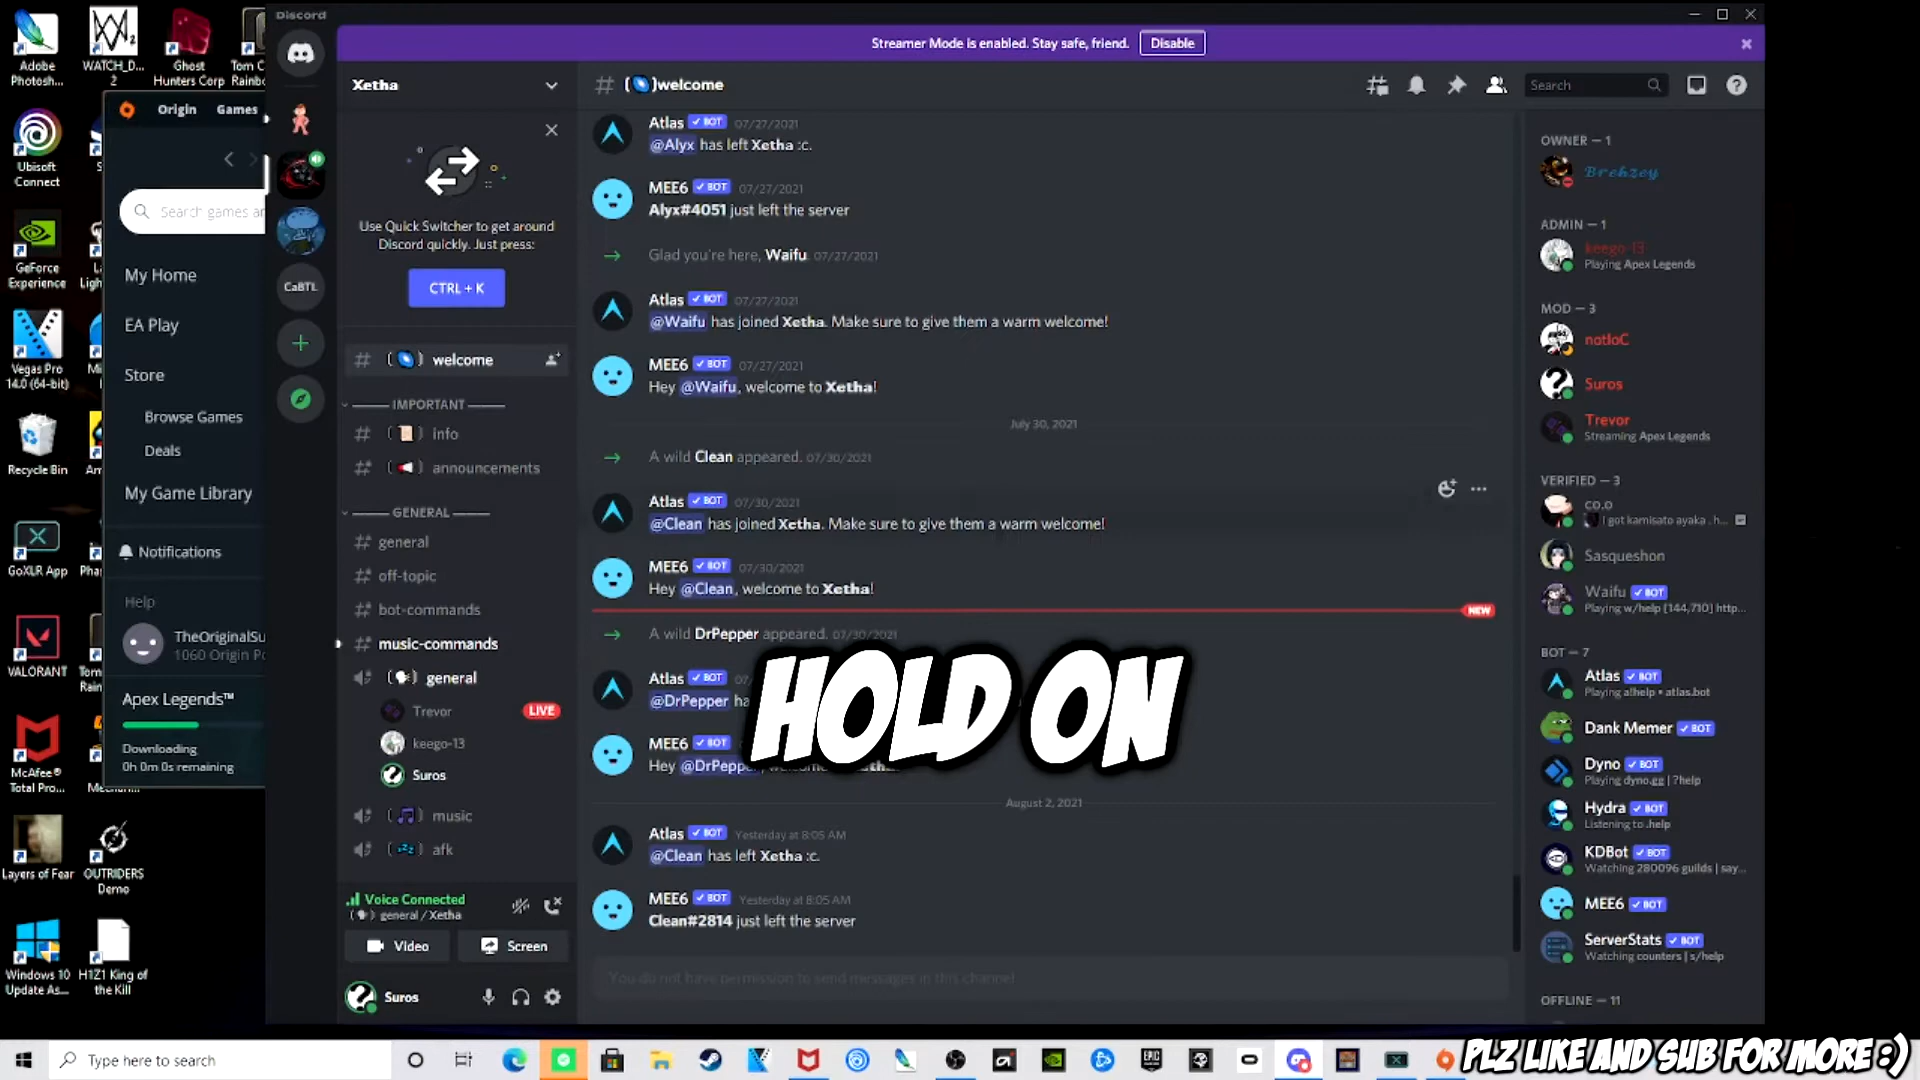 Discord
Streamer Mode is enabled. Stay safe, friend.
Disable
Adobe
Photosh...
WATCH_D...
2
Ghost
Hunters Corp
Tom C
Rainbo
Ubisoft
Connect
GeForce
Experience
Vegas Pro
14.0 (64-bit)
Recycle Bin
GoXLR App
VALORANT
McAfee®
Total Pro...
Layers of Fear
OUTRIDERS
Demo
Windows 10
Update As...
H1Z1 King of
the Kill
Origin
Games
Search games an
My Home
EA Play
Store
Browse Games
Deals
My Game Library
Notifications
Help
TheOriginalSu
1060 Origin Po
Apex Legends™
Downloading
0h 0m 0s remaining
CaBTL
Xetha
Use Quick Switcher to get around
Discord quickly. Just press:
CTRL + K
welcome
IMPORTANT
info
announcements
GENERAL
general
off-topic
bot-commands
music-commands
general
Trevor
LIVE
keego-13
Suros
music
afk
Voice Connected
general / Xetha
Video
Screen
Suros
welcome
Search
Atlas BOT 07/27/2021
@Alyx has left Xetha :c.
MEE6 BOT 07/27/2021
Alyx#4051 just left the server
Glad you're here, Waifu. 07/27/2021
Atlas BOT 07/27/2021
@Waifu has joined Xetha. Make sure to give them a warm welcome!
MEE6 BOT 07/27/2021
Hey @Waifu, welcome to Xetha!
July 30, 2021
A wild Clean appeared. 07/30/2021
Atlas BOT 07/30/2021
@Clean has joined Xetha. Make sure to give them a warm welcome!
MEE6 BOT 07/30/2021
Hey @Clean, welcome to Xetha!
NEW
A wild DrPepper appeared. 07/30/2021
Atlas BOT
@DrPepper ha
MEE6 BOT
Hey @DrPepper
HOLD ON
August 2, 2021
Atlas BOT Yesterday at 8:05 AM
@Clean has left Xetha :c.
MEE6 BOT Yesterday at 8:05 AM
Clean#2814 just left the server
You do not have permission to send messages in this channel
OWNER — 1
Brehzey
ADMIN — 1
keego-13
Playing Apex Legends
MOD — 3
notloC
Suros
Trevor
Streaming Apex Legends
VERIFIED — 3
co.o
I got kamisato ayaka . h...
Sasqueshon
Waifu BOT
Playing w/help [144,710] http...
BOT — 7
Atlas BOT
Playing a!help • atlas.bot
Dank Memer BOT
Dyno BOT
Playing dyno.gg | ?help
Hydra BOT
Listening to .help
KDBot BOT
Watching 280096 guilds | say...
MEE6 BOT
ServerStats BOT
Watching counters | s/help
OFFLINE — 11
Type here to search
EPIC
PLZ LIKE AND SUB FOR MORE :)